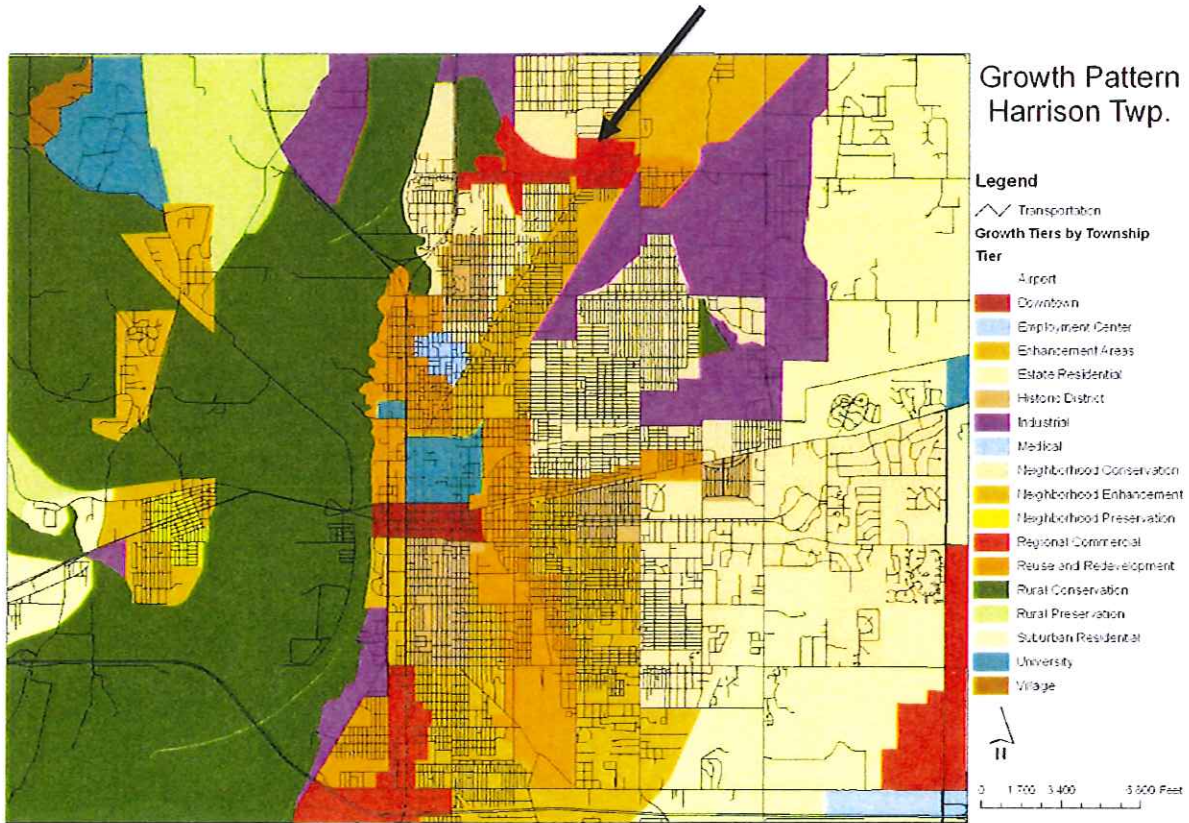 Growth Pattern
Harrison Twp.
Legend
Transportation
Growth Tiers by Township
Tier
Airport
Downtown
Employment Center
Enhancement Areas
Estate Residential
Historic District
Industrial
Medical
Neighborhood Conservation
Neighborhood Enhancement
Neighborhood Preservation
Regional Commercial
Reuse and Redevelopment
Rural Conservation
Rural Preservation
Suburban Residential
University
Village
N
0 1 700 3 400 6 800 Feet